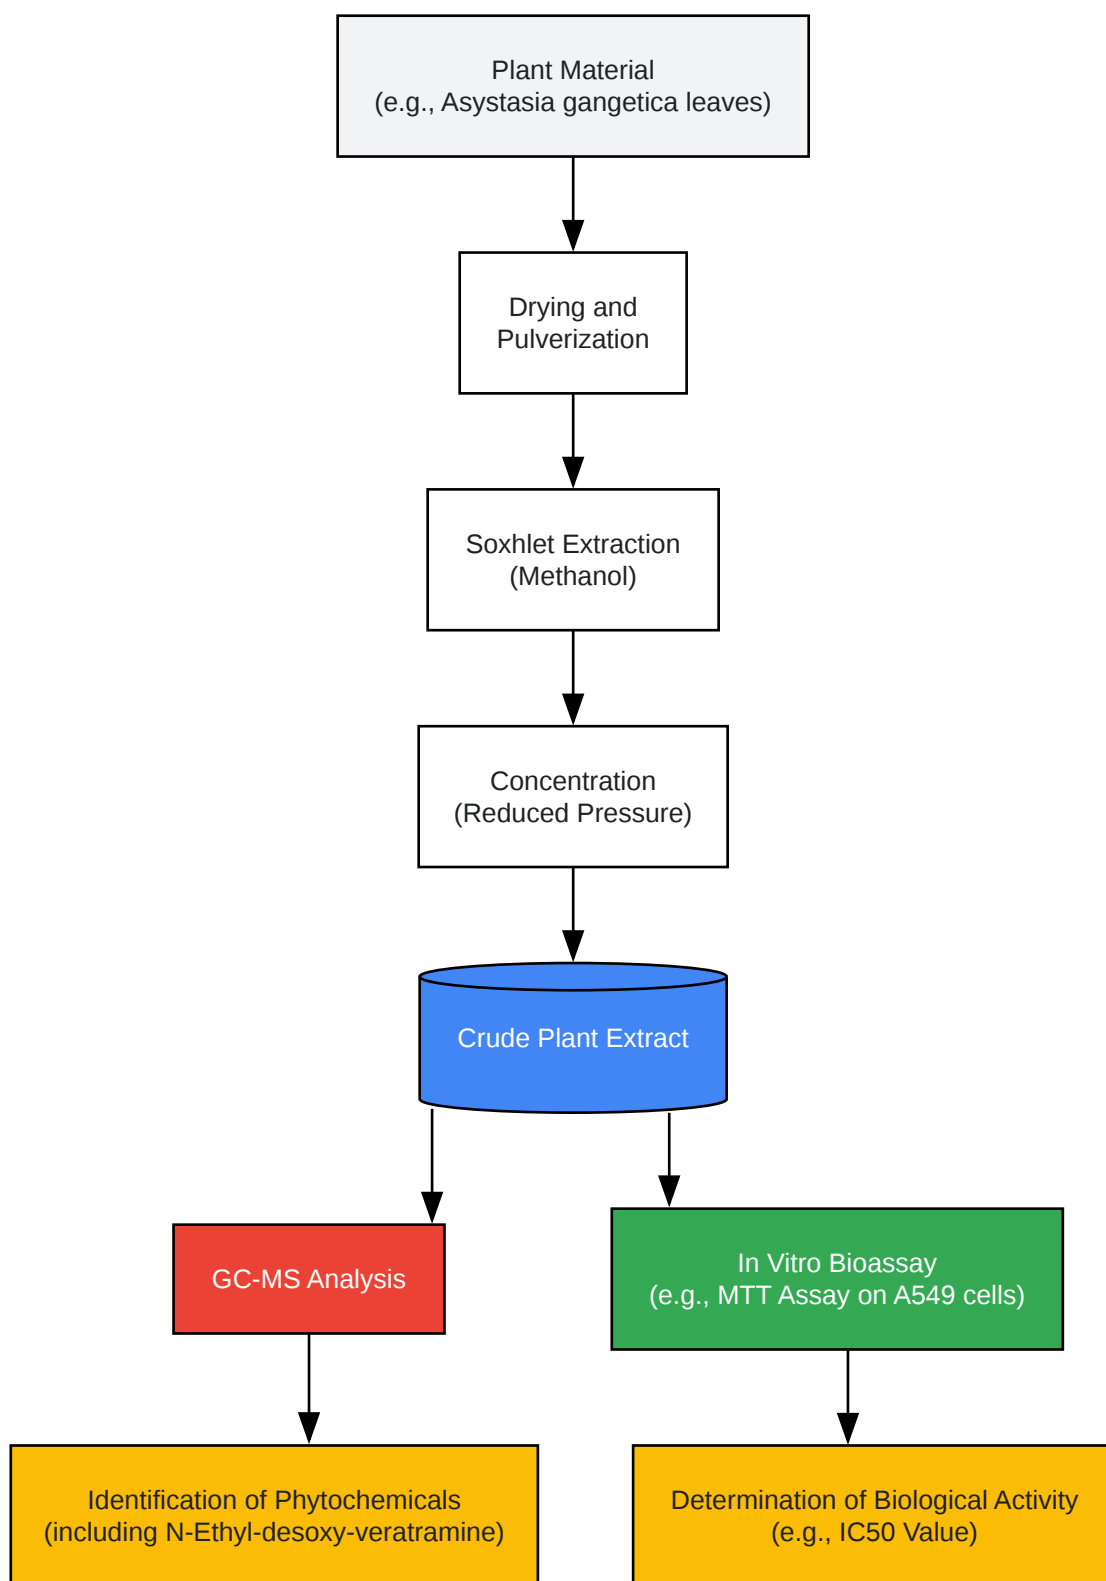 Plant Material
(e.g., Asystasia gangetica leaves)
Drying and
Pulverization
Soxhlet Extraction
(Methanol)
Concentration
(Reduced Pressure)
Crude Plant Extract
GC-MS Analysis
In Vitro Bioassay
(e.g., MTT Assay on A549 cells)
Identification of Phytochemicals
(including N-Ethyl-desoxy-veratramine)
Determination of Biological Activity
(e.g., IC50 Value)